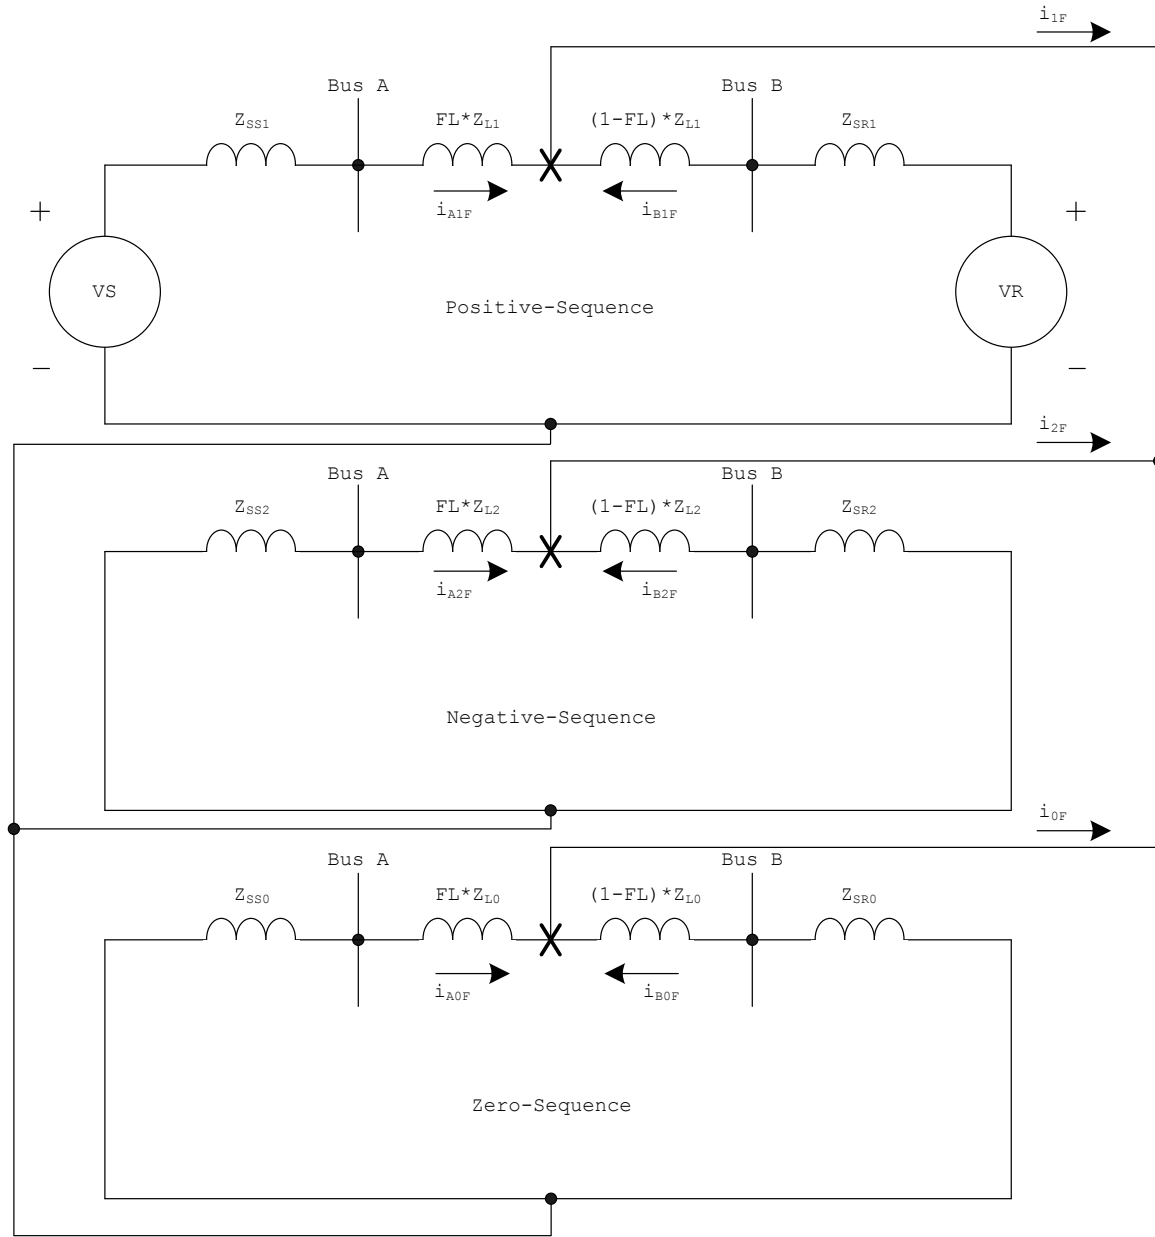 i1F
Bus A
Bus B
ZSS1
FL*ZL1
(1-FL)*ZL1
ZSR1
iA1F
iB1F
+
+
VS
VR
Positive-Sequence
−
−
i2F
Bus A
Bus B
ZSS2
FL*ZL2
(1-FL)*ZL2
ZSR2
iA2F
iB2F
Negative-Sequence
i0F
Bus A
Bus B
ZSS0
FL*ZL0
(1-FL)*ZL0
ZSR0
iA0F
iB0F
Zero-Sequence